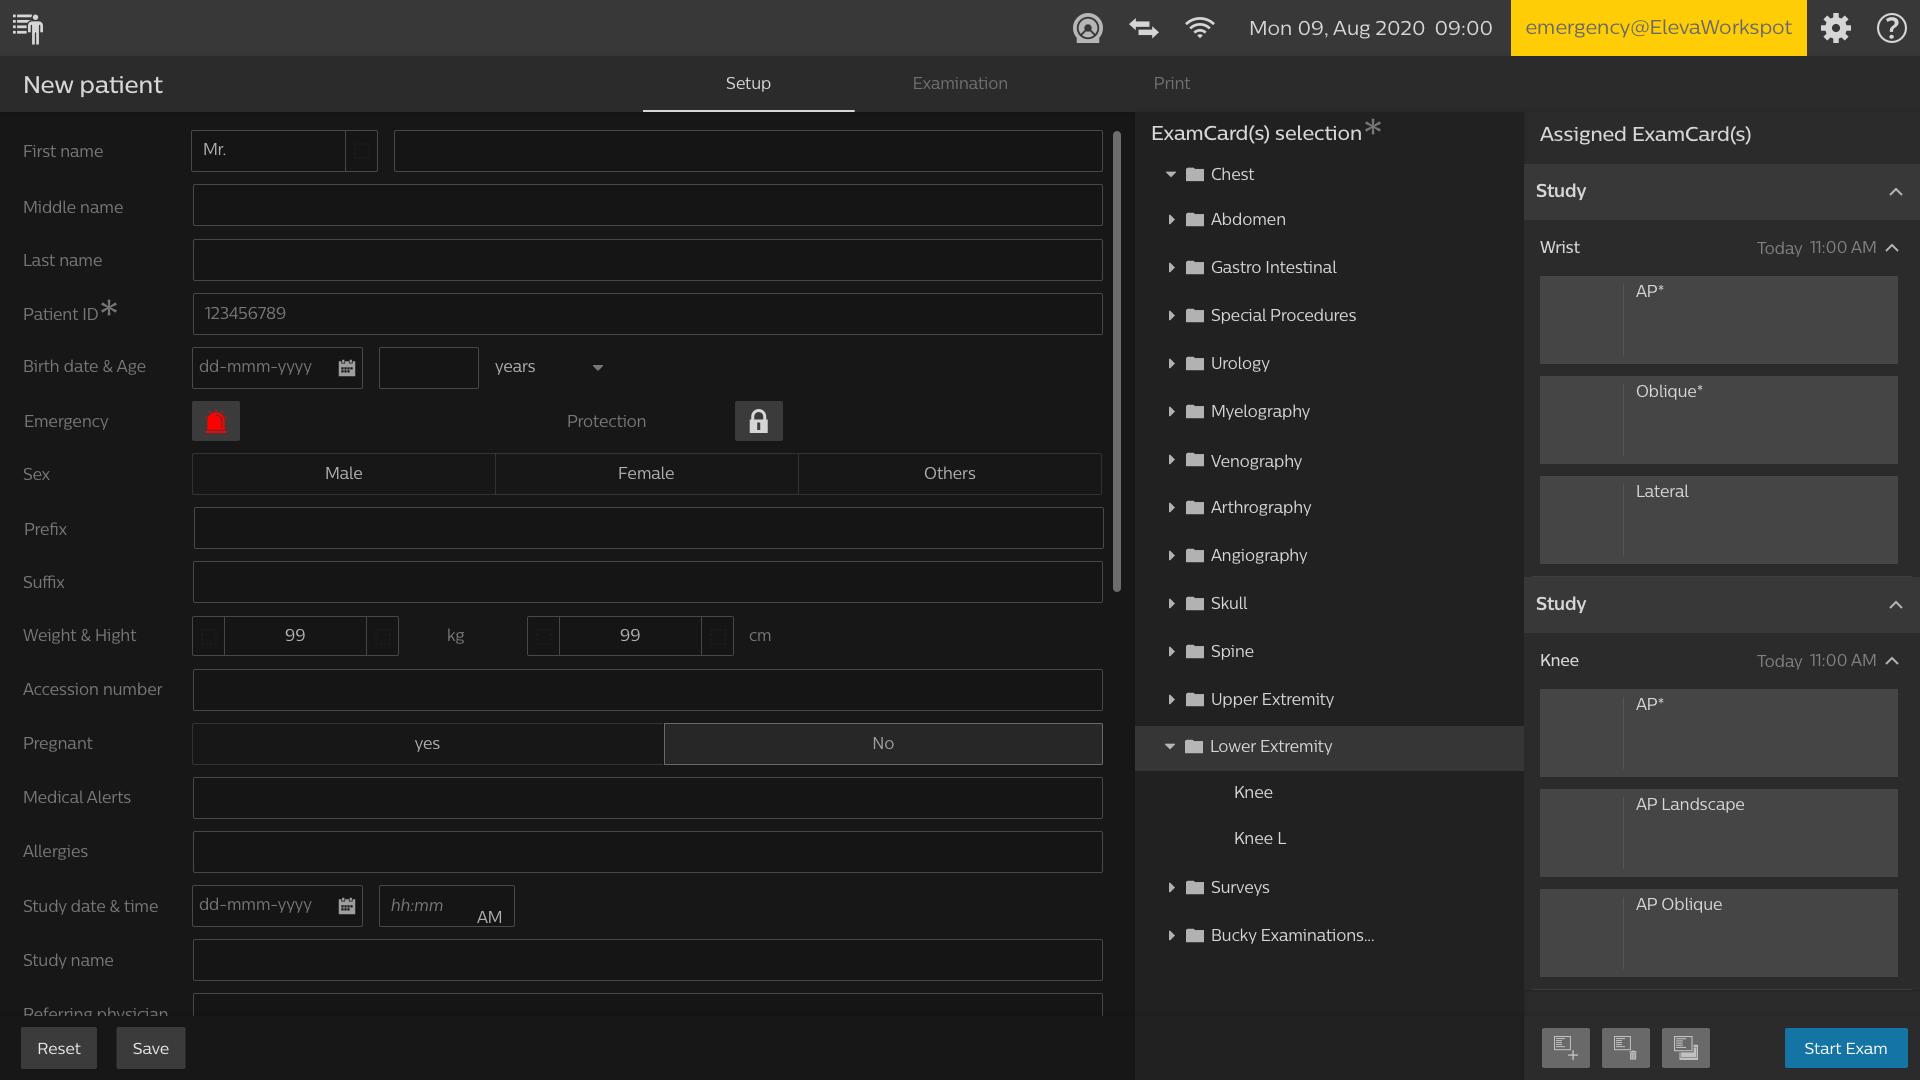 Mon 09, Aug 2020 09:00
emergency@ElevaWorkspot
New patient
Setup
Examination
Print
First name
Mr.
Middle name
Last name
Patient ID*
123456789
Birth date & Age
dd-mmm-yyyy
years
Emergency
Protection
Sex
Male
Female
Others
Prefix
Suffix
Weight & Hight
99
kg
99
cm
Accession number
Pregnant
yes
No
Medical Alerts
Allergies
Study date & time
dd-mmm-yyyy
hh:mm
AM
Study name
Referring physician
Reset
Save
ExamCard(s) selection*
Chest
Abdomen
Gastro Intestinal
Special Procedures
Urology
Myelography
Venography
Arthrography
Angiography
Skull
Spine
Upper Extremity
Lower Extremity
Knee
Knee L
Surveys
Bucky Examinations...
Assigned ExamCard(s)
Study
Wrist
Today 11:00 AM
AP*
Oblique*
Lateral
Study
Knee
Today 11:00 AM
AP*
AP Landscape
AP Oblique
Start Exam